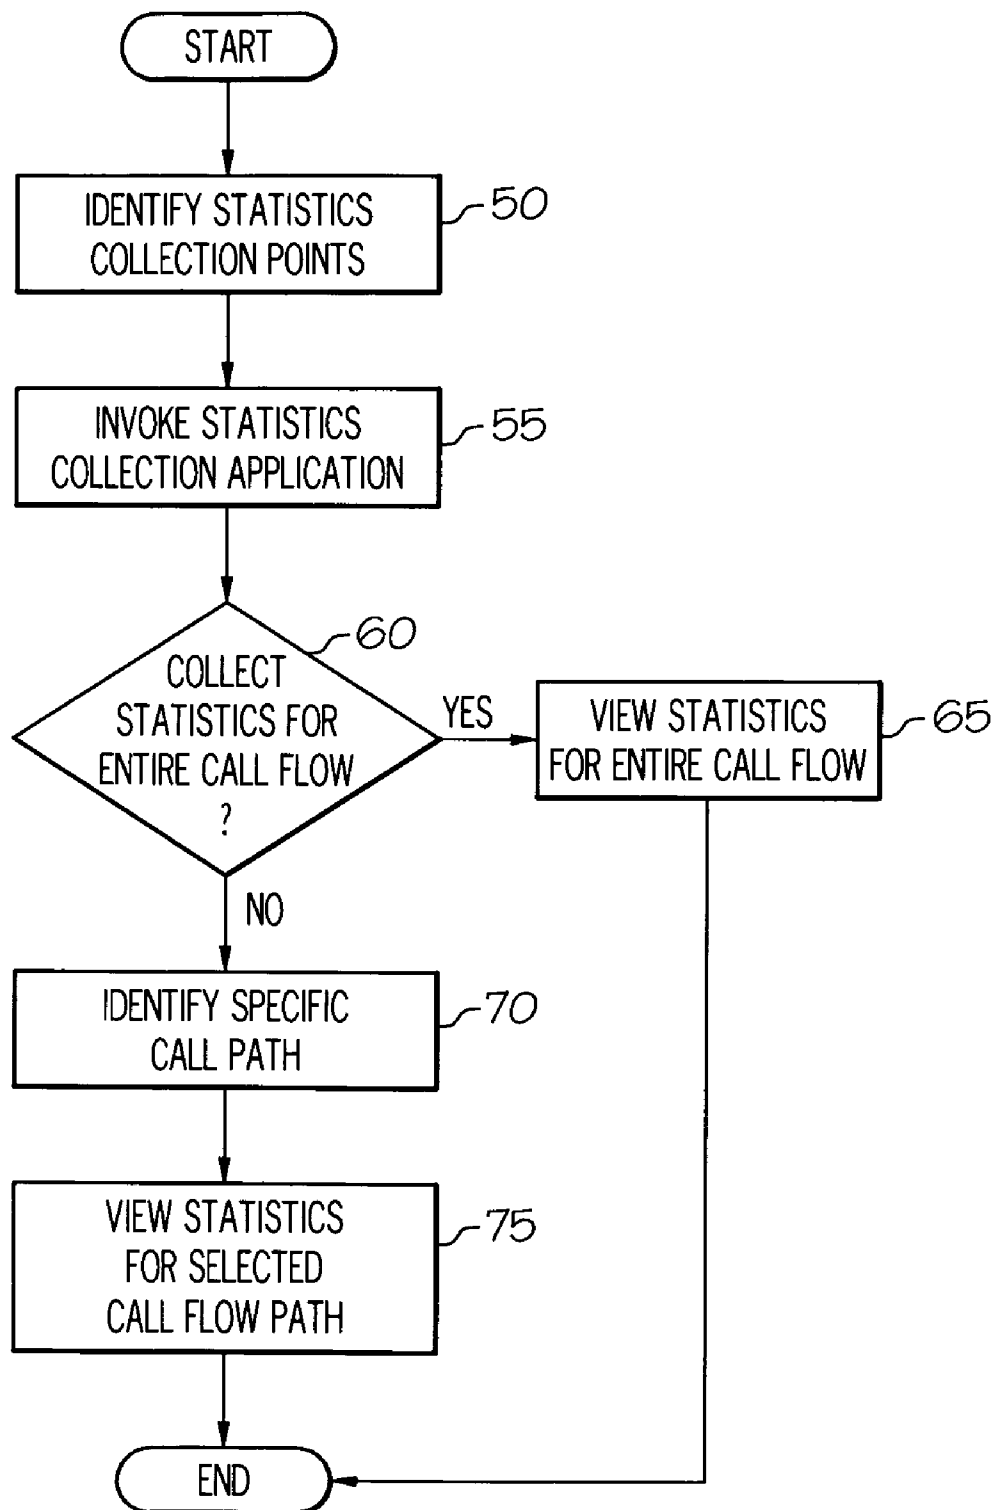 START
IDENTIFY STATISTICS
COLLECTION POINTS
50
INVOKE STATISTICS
COLLECTION APPLICATION
55
COLLECT
STATISTICS FOR
ENTIRE CALL FLOW
?
60
YES
VIEW STATISTICS
FOR ENTIRE CALL FLOW
65
NO
IDENTIFY SPECIFIC
CALL PATH
70
VIEW STATISTICS
FOR SELECTED
CALL FLOW PATH
75
END